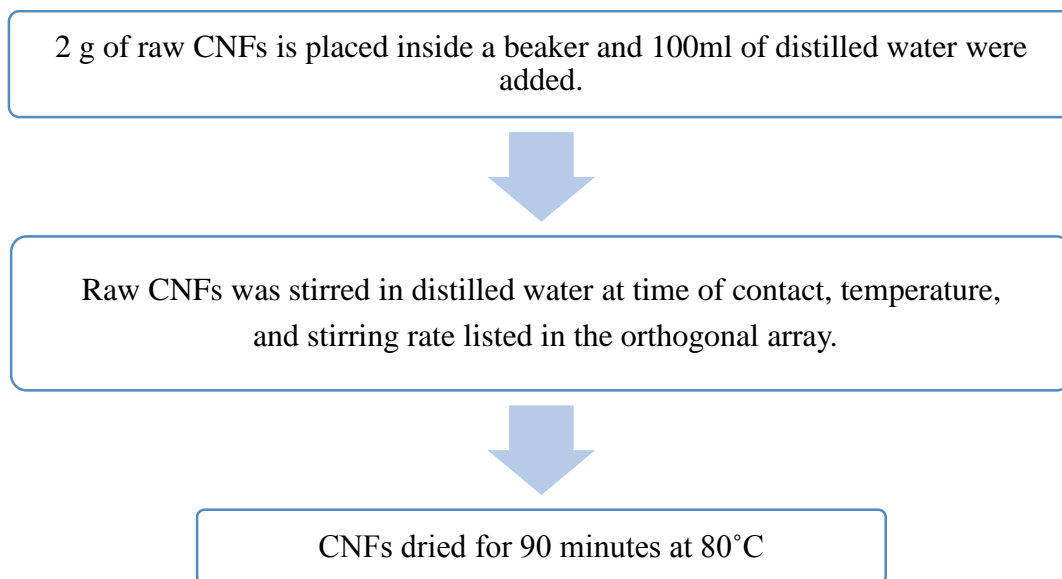 2 g of raw CNFs is placed inside a beaker and 100ml of distilled water were
added.
Raw CNFs was stirred in distilled water at time of contact, temperature,
and stirring rate listed in the orthogonal array.
CNFs dried for 90 minutes at 80˚C